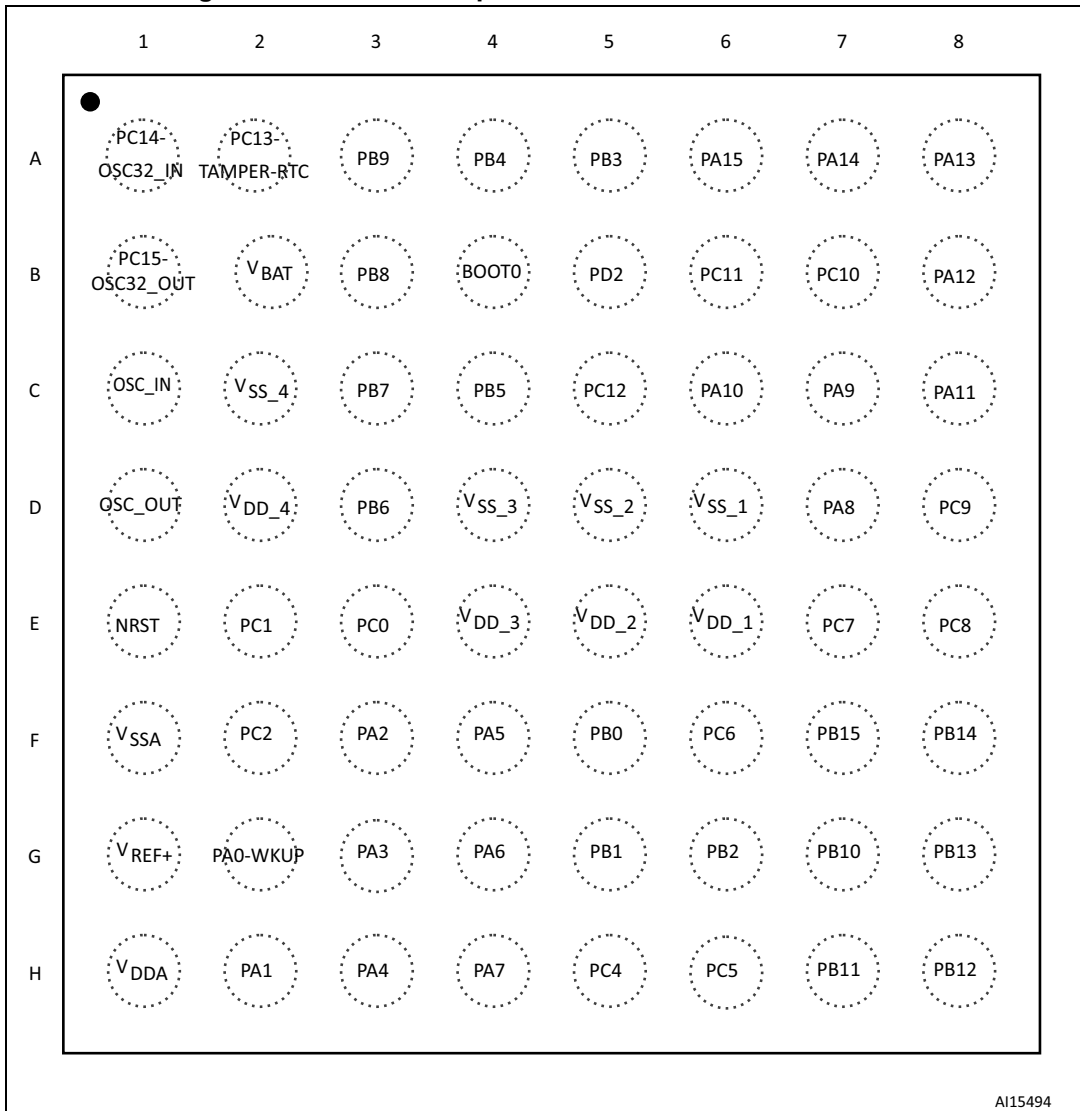 1 2 3 4 5 6 7 8
A PC14-OSC32_IN PC13-TAMPER-RTC PB9 PB4 PB3 PA15 PA14 PA13
B PC15-OSC32_OUT VBAT PB8 BOOT0 PD2 PC11 PC10 PA12
C OSC_IN VSS_4 PB7 PB5 PC12 PA10 PA9 PA11
D OSC_OUT VDD_4 PB6 VSS_3 VSS_2 VSS_1 PA8 PC9
E NRST PC1 PC0 VDD_3 VDD_2 VDD_1 PC7 PC8
F VSSA PC2 PA2 PA5 PB0 PC6 PB15 PB14
G VREF+ PA0-WKUP PA3 PA6 PB1 PB2 PB10 PB13
H VDDA PA1 PA4 PA7 PC4 PC5 PB11 PB12
AI15494